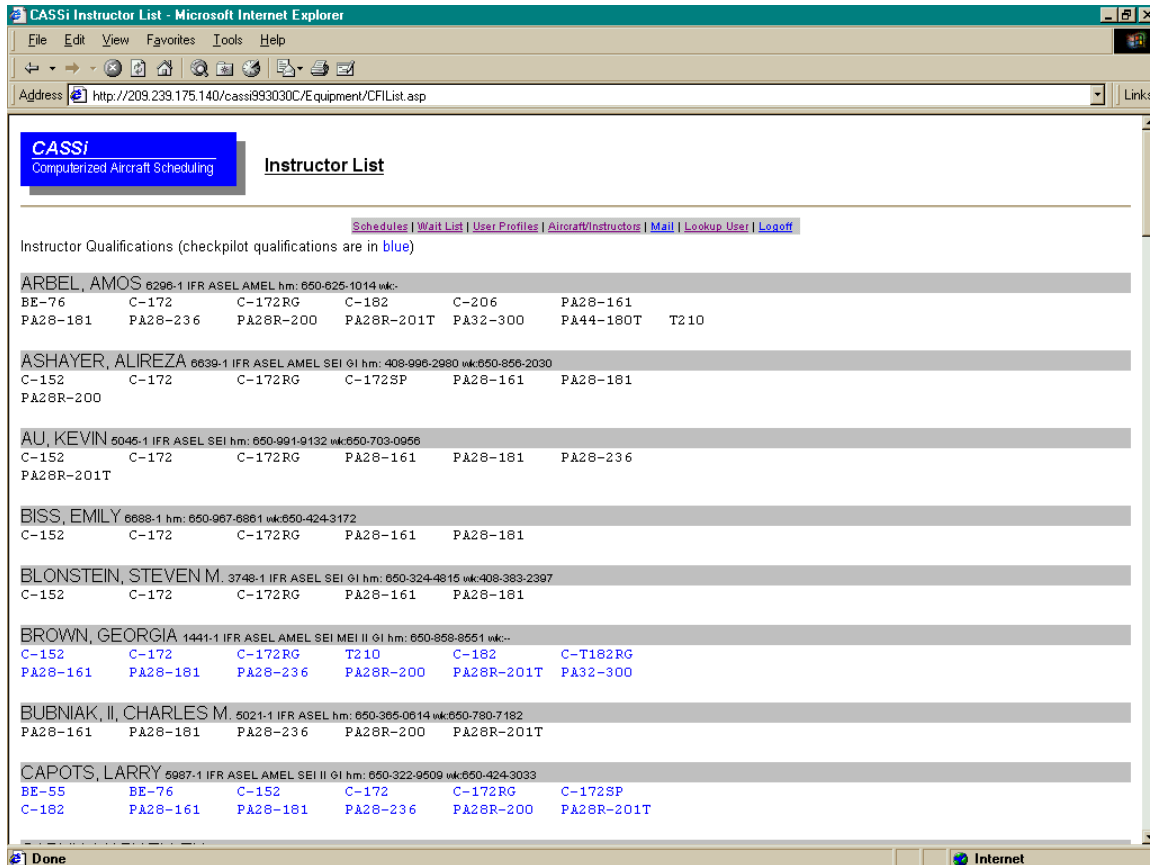 CASSi Instructor List - Microsoft Internet Explorer
File Edit View Favorites Tools Help
Address http://209.239.175.140/cassi993030C/Equipment/CFIList.asp Links
CASSi
Computerized Aircraft Scheduling
Instructor List
Schedules | Wait List | User Profiles | Aircraft/Instructors | Mail | Lookup User | Logoff
Instructor Qualifications (checkpilot qualifications are in blue)
ARBEL, AMOS 6296-1 IFR ASEL AMEL hm: 650-625-1014 wk:-
BE-76 C-172 C-172RG C-182 C-206 PA28-161
PA28-181 PA28-236 PA28R-200 PA28R-201T PA32-300 PA44-180T T210
ASHAYER, ALIREZA 6639-1 IFR ASEL AMEL SEI GI hm: 408-996-2980 wk:650-856-2030
C-152 C-172 C-172RG C-172SP PA28-161 PA28-181
PA28R-200
AU, KEVIN 5045-1 IFR ASEL SEI hm: 650-991-9132 wk:650-703-0956
C-152 C-172 C-172RG PA28-161 PA28-181 PA28-236
PA28R-201T
BISS, EMILY 6688-1 hm: 650-967-6861 wk:650-424-3172
C-152 C-172 C-172RG PA28-161 PA28-181
BLONSTEIN, STEVEN M. 3748-1 IFR ASEL SEI GI hm: 650-324-4815 wk:408-383-2397
C-152 C-172 C-172RG PA28-161 PA28-181
BROWN, GEORGIA 1441-1 IFR ASEL AMEL SEI MEI II GI hm: 650-858-8551 wk:--
C-152 C-172 C-172RG T210 C-182 C-T182RG
PA28-161 PA28-181 PA28-236 PA28R-200 PA28R-201T PA32-300
BUBNIAK, II, CHARLES M. 5021-1 IFR ASEL hm: 650-365-0614 wk:650-780-7182
PA28-161 PA28-181 PA28-236 PA28R-200 PA28R-201T
CAPOTS, LARRY 5987-1 IFR ASEL AMEL SEI II GI hm: 650-322-9509 wk:650-424-3033
BE-55 BE-76 C-152 C-172 C-172RG C-172SP
C-182 PA28-161 PA28-181 PA28-236 PA28R-200 PA28R-201T
Done Internet